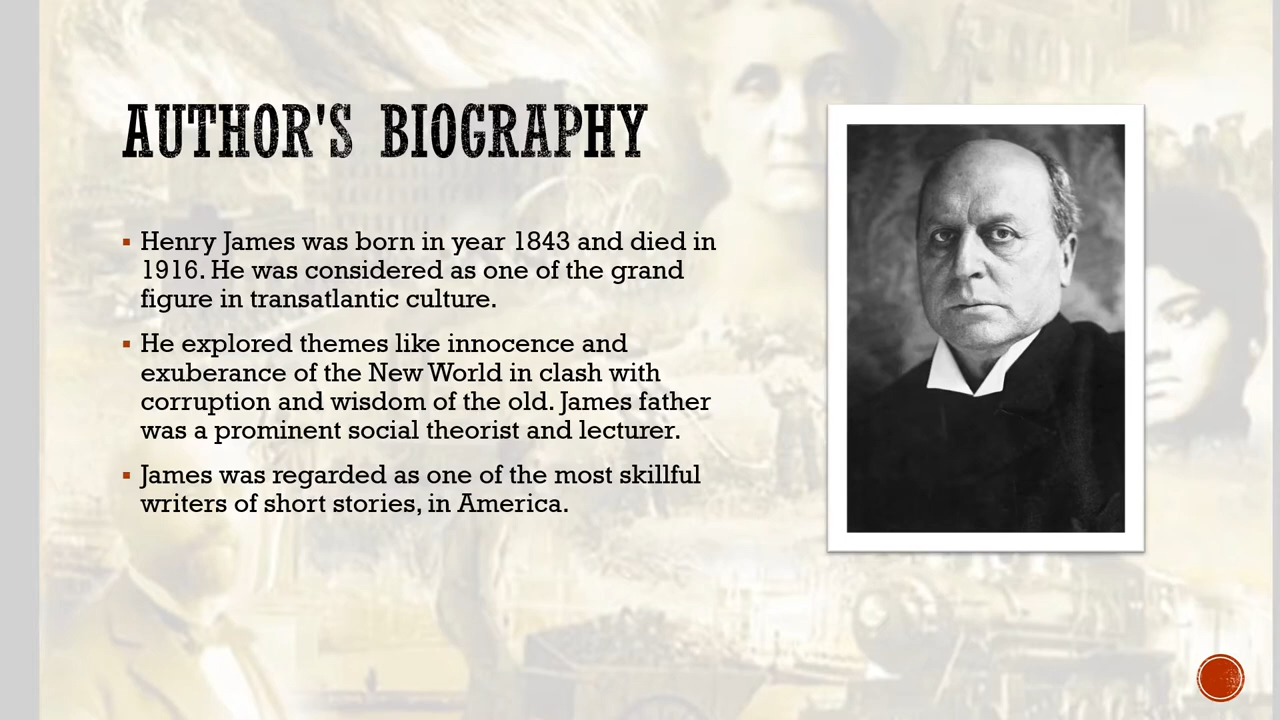 AUTHOR'S BIOGRAPHY
▪ Henry James was born in year 1843 and died in
1916. He was considered as one of the grand
figure in transatlantic culture.
▪ He explored themes like innocence and
exuberance of the New World in clash with
corruption and wisdom of the old. James father
was a prominent social theorist and lecturer.
▪ James was regarded as one of the most skillful
writers of short stories, in America.